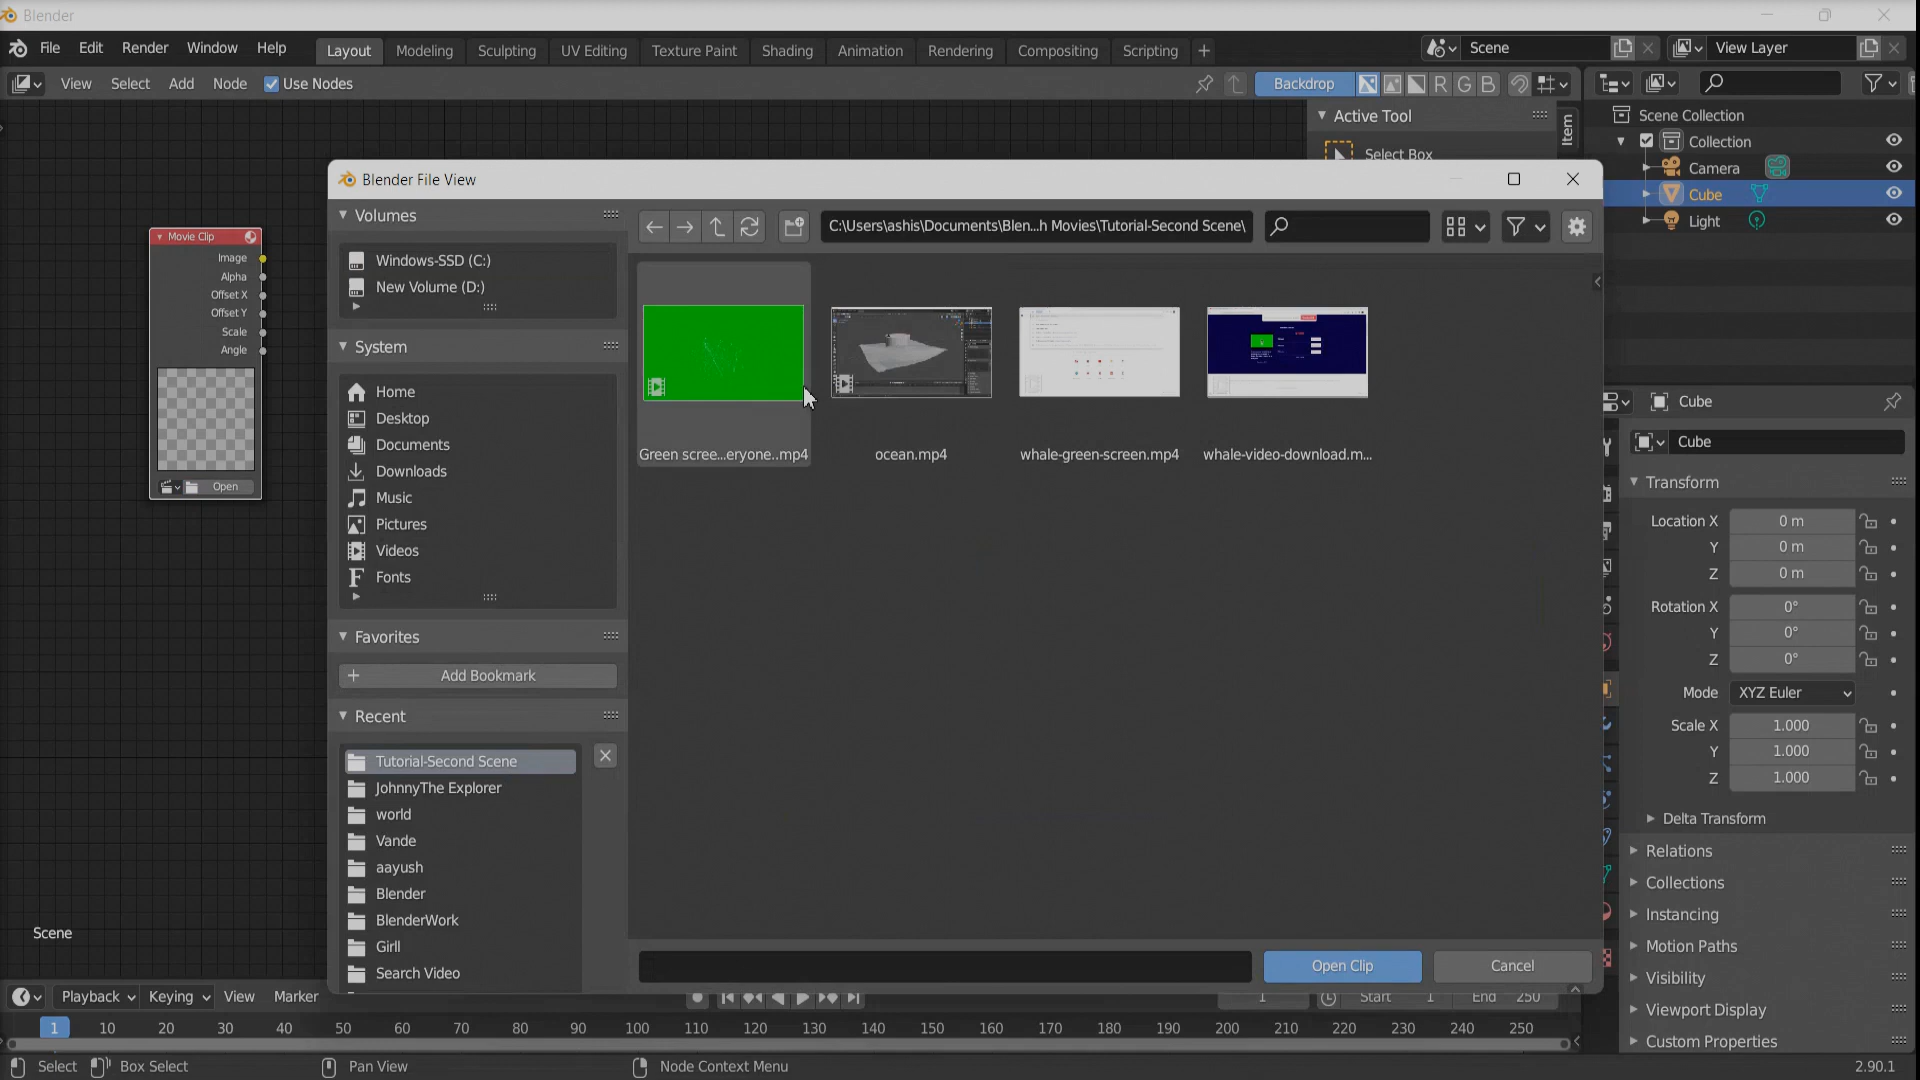 Blender
File Edit Render Window Help Layout Modeling Sculpting UV Editing Texture Paint Shading Animation Rendering Compositing Scripting + Scene View Layer
View Select Add Node Use Nodes Backdrop R G B
Active Tool
Item
Select Box
Scene Collection
Collection
Camera
Cube
Light
Movie Clip
Image
Alpha
Offset X
Offset Y
Scale
Angle
Open
Scene
Blender File View
Volumes
Windows-SSD (C:)
New Volume (D:)
System
Home
Desktop
Documents
Downloads
Music
Pictures
Videos
Fonts
Favorites
+ Add Bookmark
Recent
Tutorial-Second Scene
JohnnyThe Explorer
world
Vande
aayush
Blender
BlenderWork
Girll
Search Video
C:\Users\ashis\Documents\Blen...h Movies\Tutorial-Second Scene\
Green scree...eryone..mp4 ocean.mp4 whale-green-screen.mp4 whale-video-download.m...
Open Clip Cancel
Cube
Cube
Transform
Location X 0 m
Y 0 m
Z 0 m
Rotation X 0°
Y 0°
Z 0°
Mode XYZ Euler
Scale X 1.000
Y 1.000
Z 1.000
Delta Transform
Relations
Collections
Instancing
Motion Paths
Visibility
Viewport Display
Custom Properties
Playback Keying View Marker 1 Start 1 End 250
1 10 20 30 40 50 60 70 80 90 100 110 120 130 140 150 160 170 180 190 200 210 220 230 240 250
Select Box Select Pan View Node Context Menu 2.90.1